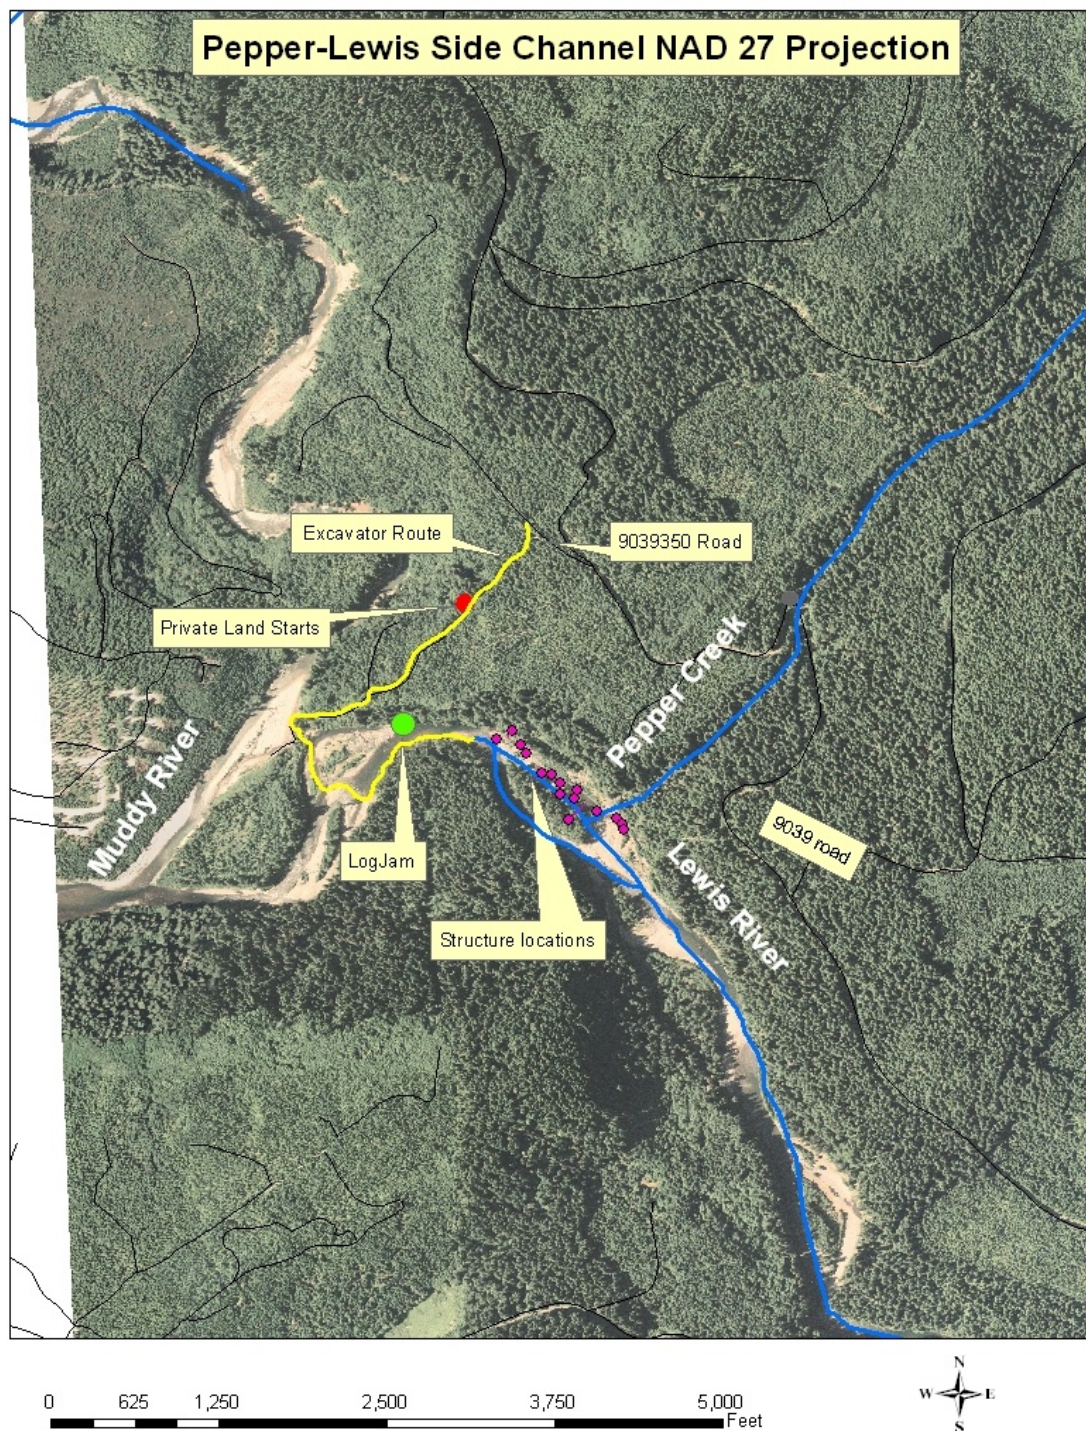 Pepper-Lewis Side Channel NAD 27 Projection
Excavator Route
9039350 Road
Private Land Starts
Pepper Creek
Muddy River
9039 road
LogJam
Lewis River
Structure locations
N
W E
S
0 625 1,250 2,500 3,750 5,000
Feet